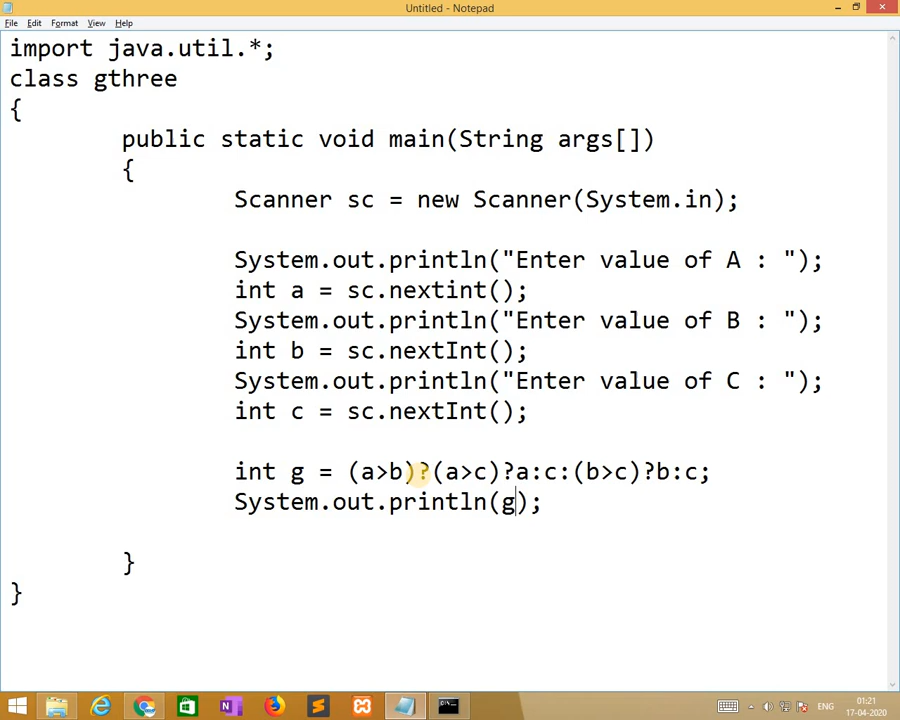 Untitled - Notepad
File Edit Format View Help
import java.util.*;
class gthree
{
public static void main(String args[])
{
Scanner sc = new Scanner(System.in);
System.out.println("Enter value of A : ");
int a = sc.nextint();
System.out.println("Enter value of B : ");
int b = sc.nextInt();
System.out.println("Enter value of C : ");
int c = sc.nextInt();
int g = (a>b)?(a>c)?a:c:(b>c)?b:c;
System.out.println(g);
}
}
ENG
01:21
17-04-2020